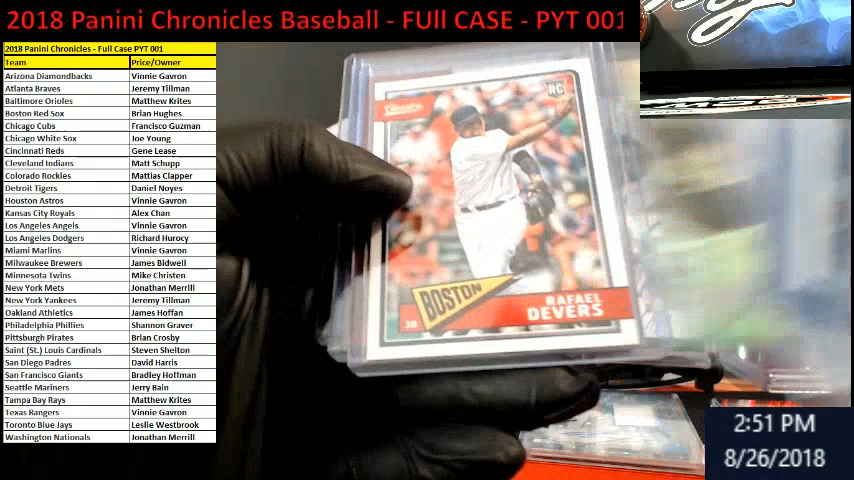 2018 Panini Chronicles Baseball - FUll CASE - PYT 001
2018 Panini Chronicles - Full Case PYT 001
Team Price/Owner
Arizona Diamondbacks Vinnie Gavron
Atlanta Braves Jeremy Tillman
Baltimore Orioles Matthew Krites
Boston Red Sox Brian Hughes
Chicago Cubs Francisco Guzman
Chicago White Sox Joe Young
Cincinnati Reds Gene Lease
Cleveland Indians Matt Schupp
Colorado Rockies Mattias Clapper
Detroit Tigers Daniel Noyes
Houston Astros Vinnie Gavron
Kansas City Royals Alex Chan
Los Angeles Angels Vinnie Gavron
Los Angeles Dodgers Richard Hurocy
Miami Marlins Vinnie Gavron
Milwaukee Brewers James Bidwell
Minnesota Twins Mike Christen
New York Mets Jonathan Merrill
New York Yankees Jeremy Tillman
Oakland Athletics James Hoffan
Philadelphia Phillies Shannon Graver
Pittsburgh Pirates Brian Crosby
Saint (St.) Louis Cardinals Steven Shelton
San Diego Padres David Harris
San Francisco Giants Bradley Hoffman
Seattle Mariners Jerry Bain
Tampa Bay Rays Matthew Krites
Texas Rangers Vinnie Gavron
Toronto Blue Jays Leslie Westbrook
Washington Nationals Jonathan Merrill
RC
3B
BOSTON
RAFAEL
DEVERS
2:51 PM
8/26/2018